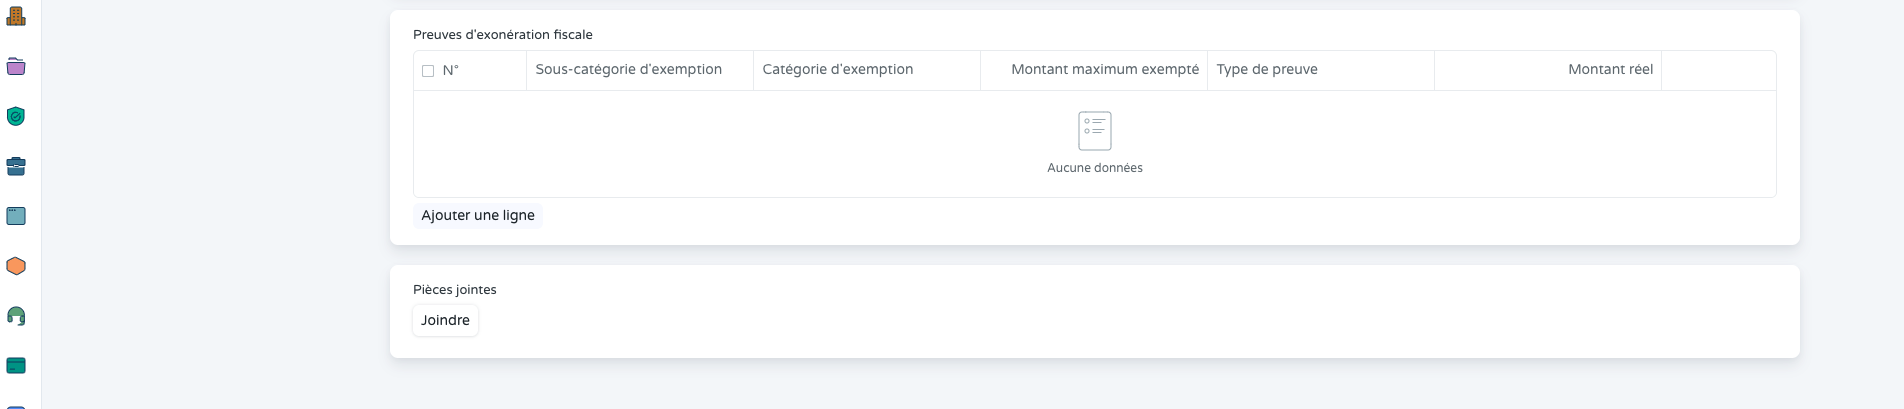 Preuves d'exonération fiscale
N° Sous-catégorie d'exemption Catégorie d'exemption Montant maximum exempté Type de preuve Montant réel
Aucune données
Ajouter une ligne
Pièces jointes
Joindre